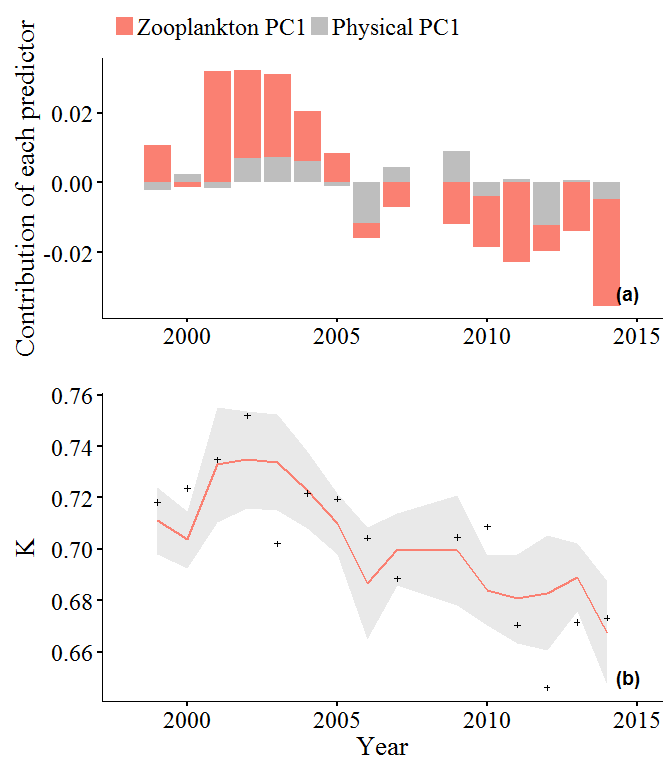 Zooplankton PC1 Physical PC1
Contribution of each predictor
0.02
0.00
-0.02
(a)
2000 2005 2010 2015
K
0.76
0.74
0.72
0.70
0.68
0.66
(b)
2000 2005 2010 2015
Year